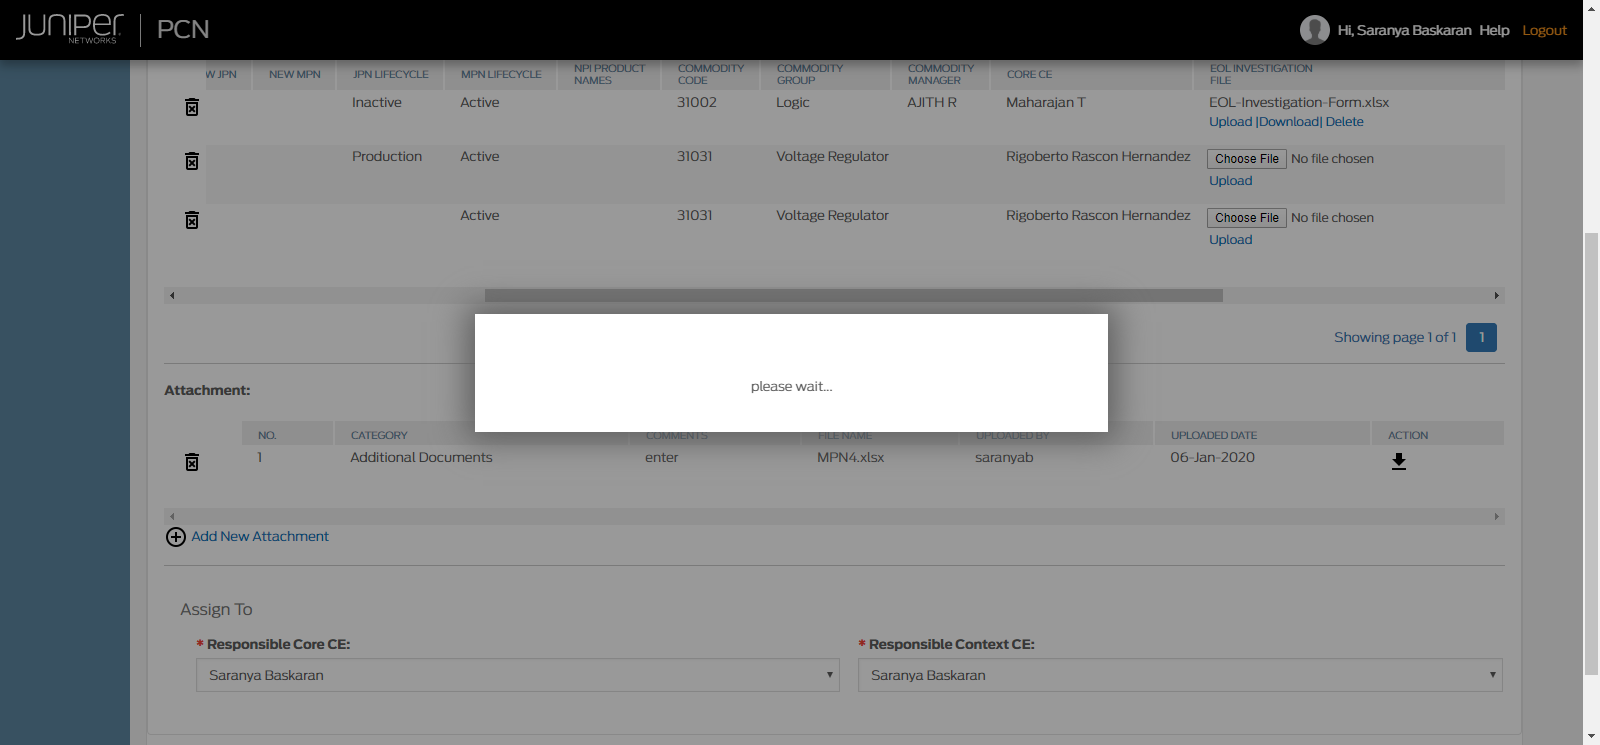 JUNIPER NETWORKS PCN Hi, Saranya Baskaran Help Logout
W JPN NEW MPN JPN LIFECYCLE MPN LIFECYCLE NPI PRODUCT NAMES COMMODITY CODE COMMODITY GROUP COMMODITY MANAGER CORE CE EOL INVESTIGATION FILE
Inactive Active 31002 Logic AJITH R Maharajan T EOL-Investigation-Form.xlsx
Upload |Download| Delete
Production Active 31031 Voltage Regulator Rigoberto Rascon Hernandez Choose File No file chosen
Upload
Active 31031 Voltage Regulator Rigoberto Rascon Hernandez Choose File No file chosen
Upload
Showing page 1 of 1 1
please wait...
Attachment:
NO. CATEGORY COMMENTS FILE NAME UPLOADED BY UPLOADED DATE ACTION
1 Additional Documents enter MPN4.xlsx saranyab 06-Jan-2020
Add New Attachment
Assign To
* Responsible Core CE: * Responsible Context CE:
Saranya Baskaran Saranya Baskaran